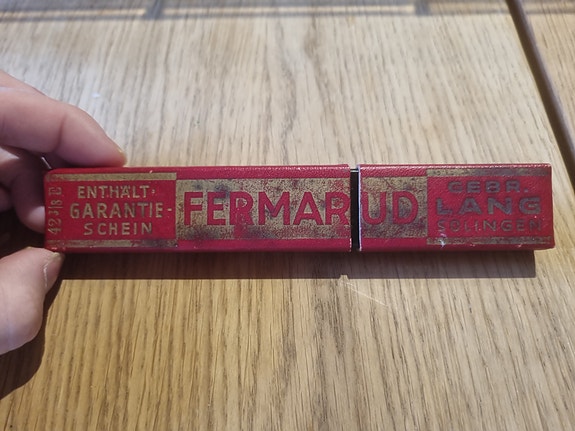 ENTHÄLT·
GARANTIE-
SCHEIN
FERMARUD
GEBR.
LANG
SOLINGEN